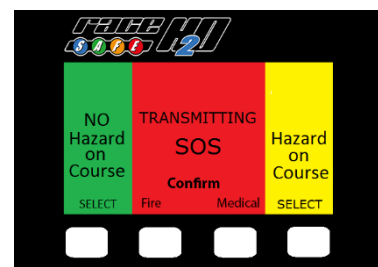 race H2O
SAFE
NO
Hazard
on
Course
SELECT
TRANSMITTING
SOS
Confirm
Fire Medical
Hazard
on
Course
SELECT